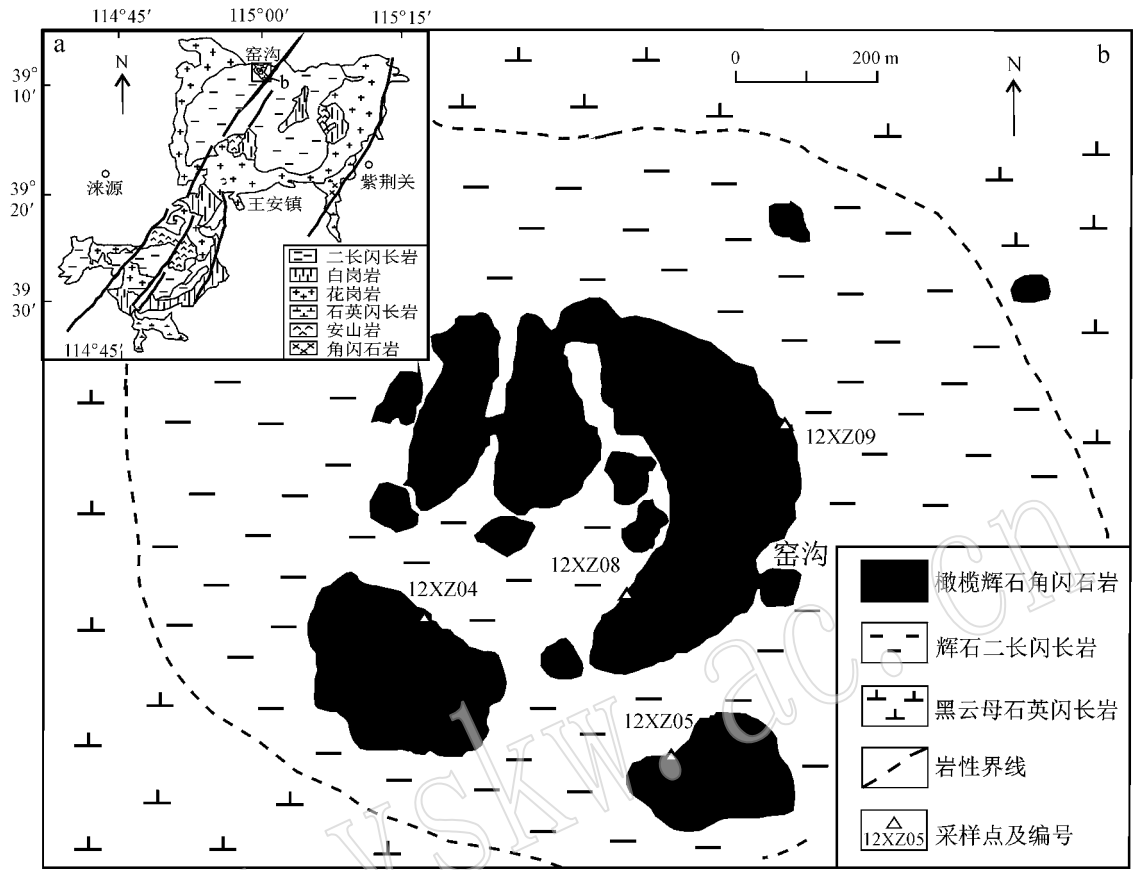 114°45′ 115°00′ 115°15′
a
窑沟
N
b
39°
10′
涞源
紫荆关
39°
20′
王安镇
39
30′
二长闪长岩
白岗岩
花岗岩
石英闪长岩
安山岩
角闪石岩
114°45′
0 200 m
N
b
12XZ09
窑沟
12XZ08
12XZ04
12XZ05
橄榄辉石角闪石岩
辉石二长闪长岩
黑云母石英闪长岩
岩性界线
12XZ05 采样点及编号
vskw.ac.cn